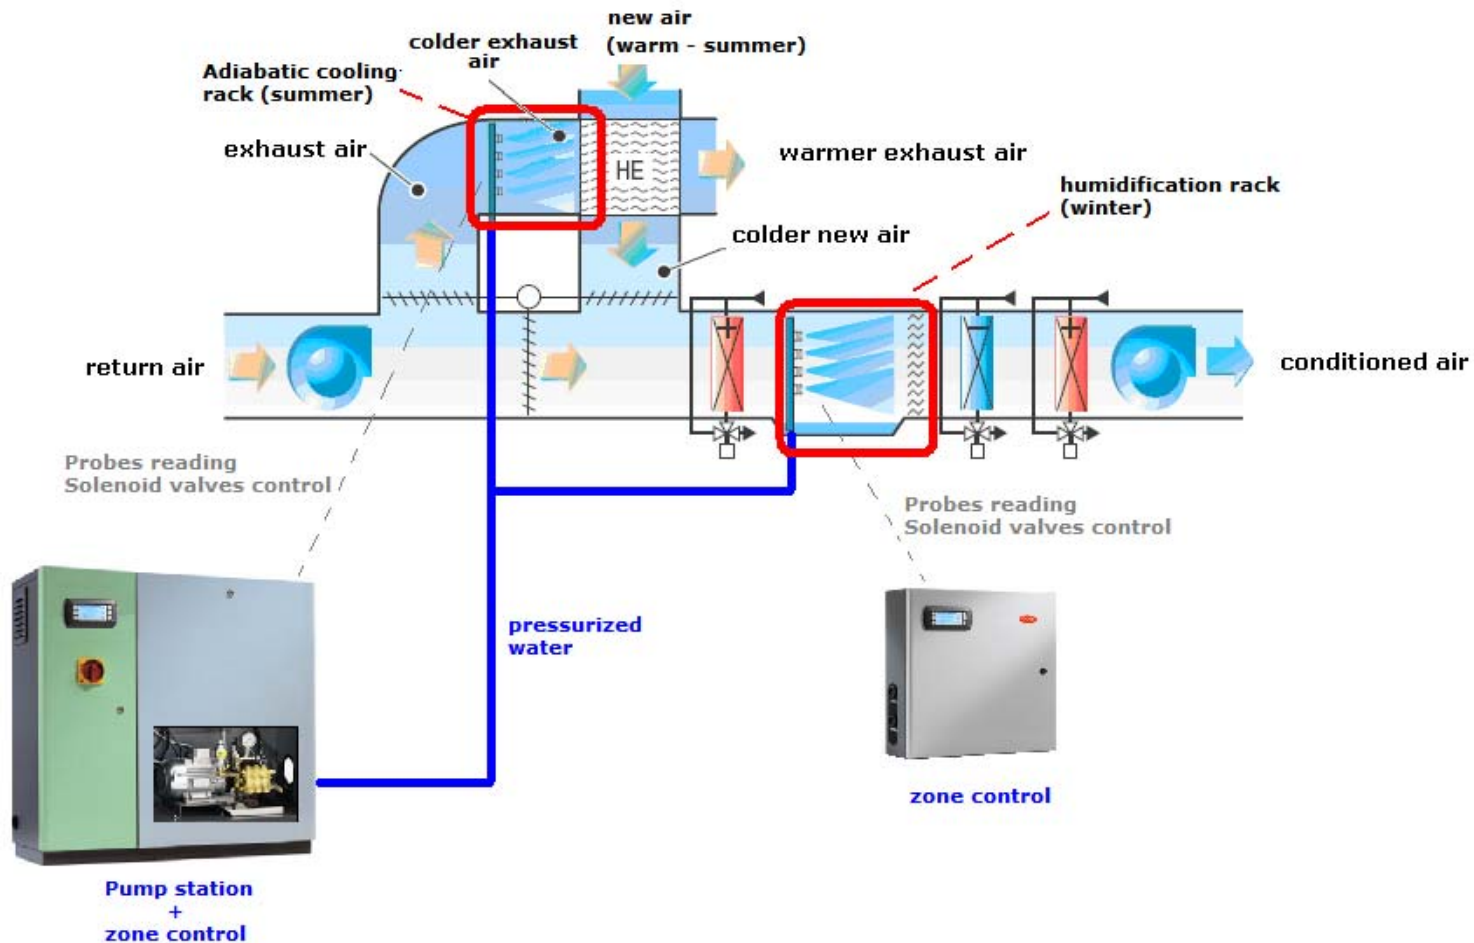 new air
(warm - summer)
colder exhaust
air
Adiabatic cooling
rack (summer)
exhaust air
HE
warmer exhaust air
humidification rack
(winter)
colder new air
return air
conditioned air
Probes reading
Solenoid valves control
Probes reading
Solenoid valves control
pressurized
water
zone control
Pump station
+
zone control